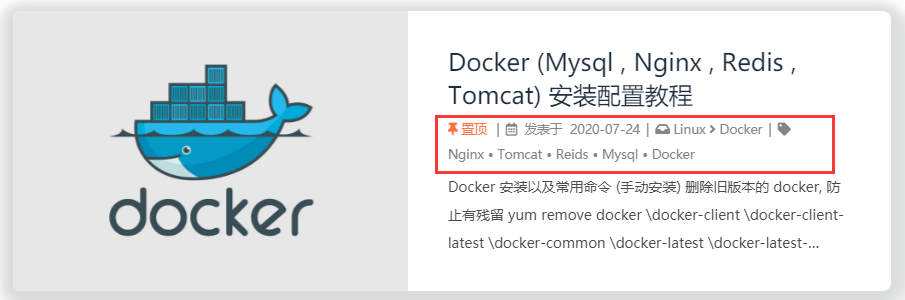 docker
Docker (Mysql , Nginx , Redis ,
Tomcat) 安装配置教程
置顶 | 发表于 2020-07-24 | Linux > Docker |
Nginx • Tomcat • Reids • Mysql • Docker
Docker 安装以及常用命令 (手动安装) 删除旧版本的 docker, 防
止有残留 yum remove docker \docker-client \docker-client-
latest \docker-common \docker-latest \docker-latest-...